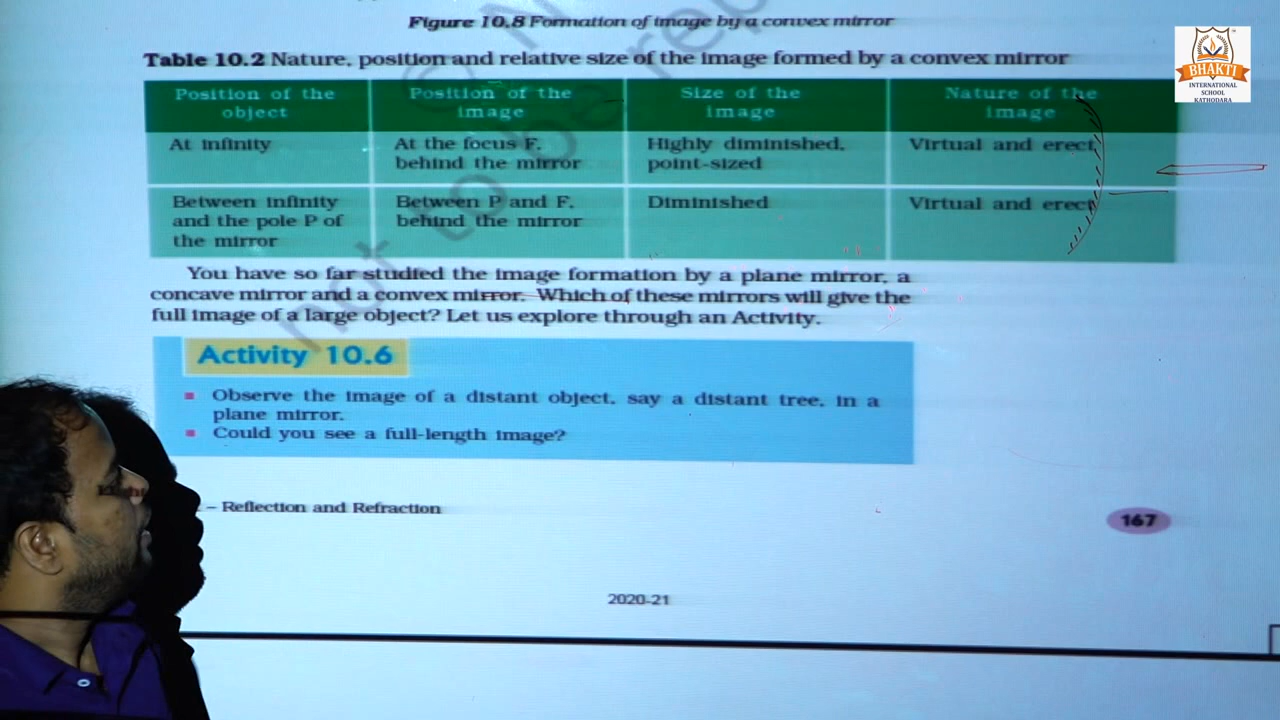 Figure 10.8 Formation of image by a convex mirror
Table 10.2 Nature, position and relative size of the image formed by a convex mirror
Position of the object
Position of the image
Size of the image
Nature of the image
At infinity
At the focus F, behind the mirror
Highly diminished, point-sized
Virtual and erect
Between infinity and the pole P of the mirror
Between P and F, behind the mirror
Diminished
Virtual and erect
You have so far studied the image formation by a plane mirror, a
concave mirror and a convex mirror. Which of these mirrors will give the
full image of a large object? Let us explore through an Activity.
Activity 10.6
Observe the image of a distant object, say a distant tree, in a
plane mirror.
Could you see a full-length image?
– Reflection and Refraction
167
2020-21
BHAKTI
INTERNATIONAL
SCHOOL
KATHODARA
not to be rep